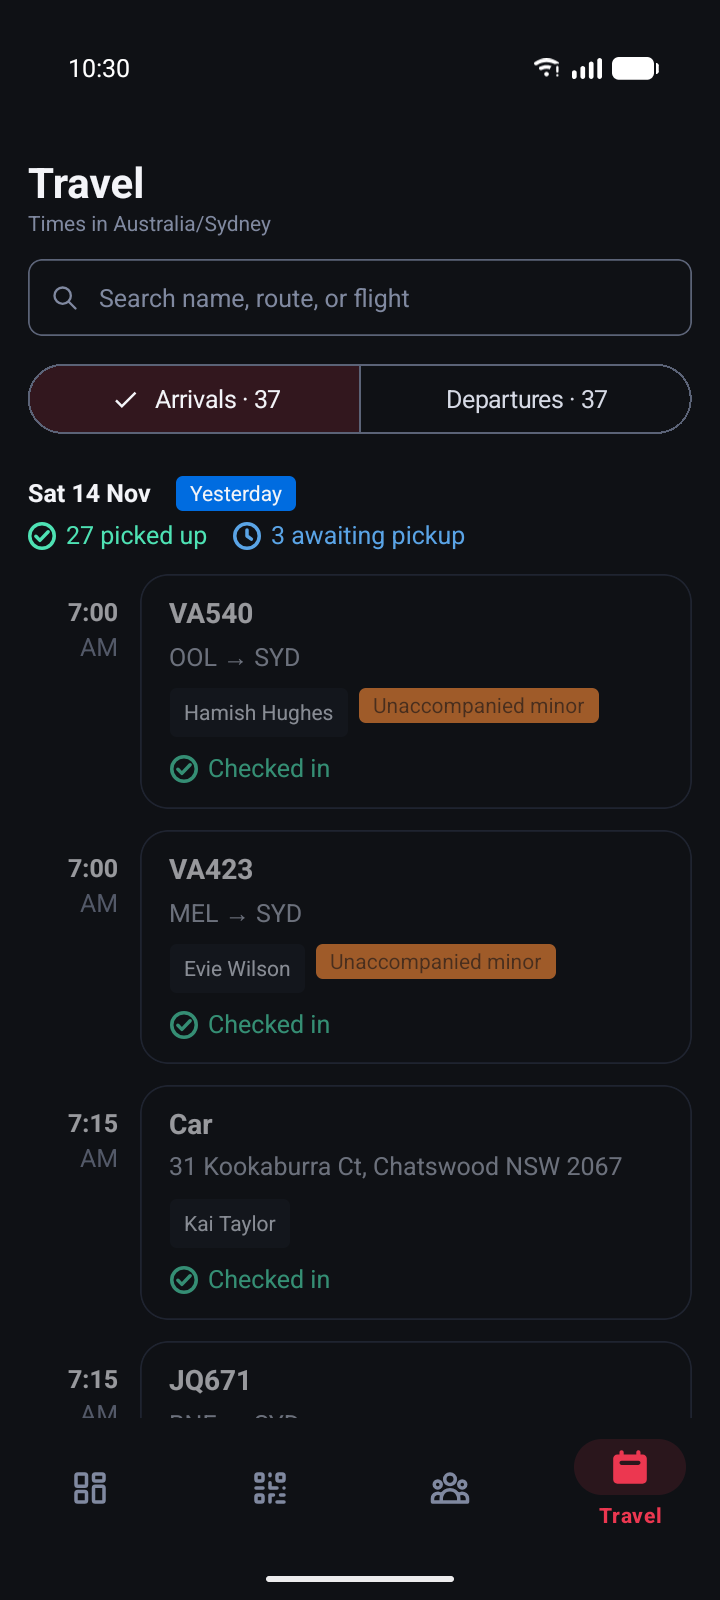 10:30
Travel
Times in Australia/Sydney
Search name, route, or flight
Arrivals · 37
Departures · 37
Sat 14 Nov
Yesterday
27 picked up
3 awaiting pickup
7:00
AM
VA540
OOL → SYD
Hamish Hughes
Unaccompanied minor
Checked in
7:00
AM
VA423
MEL → SYD
Evie Wilson
Unaccompanied minor
Checked in
7:15
AM
Car
31 Kookaburra Ct, Chatswood NSW 2067
Kai Taylor
Checked in
7:15
AM
JQ671
Travel